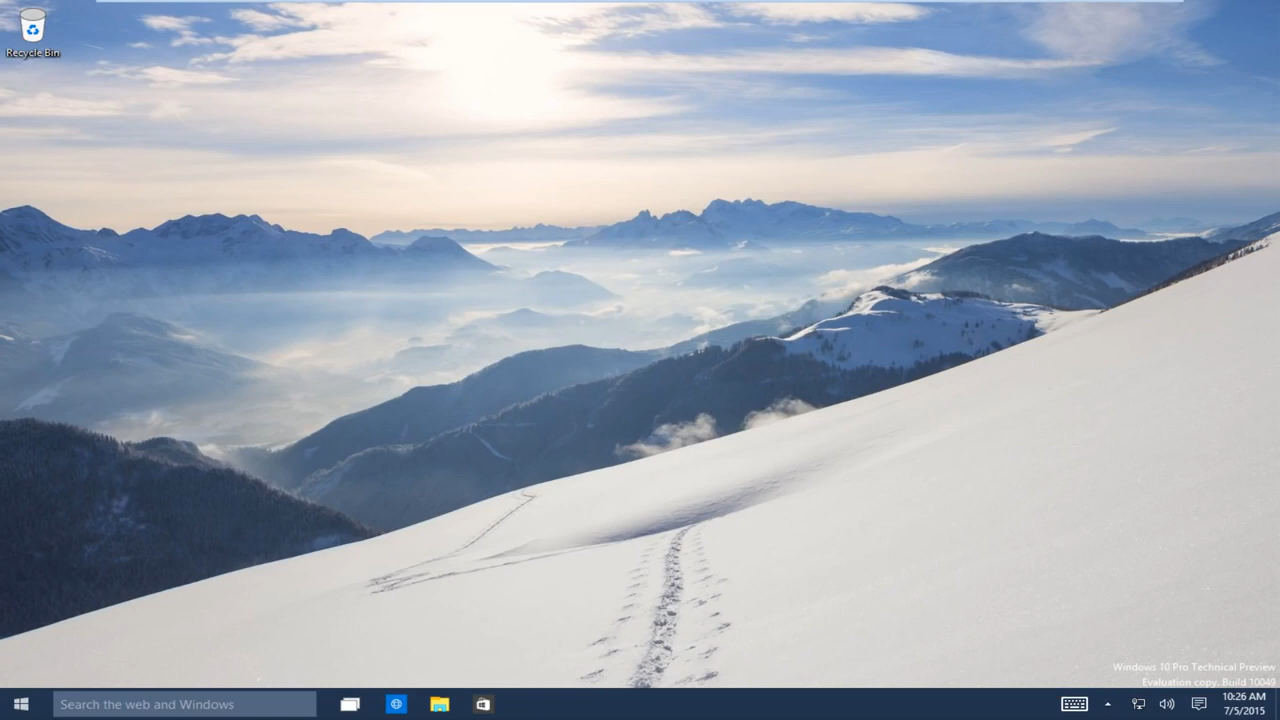 Recycle Bin
Windows 10 Pro Technical Preview
Evaluation copy. Build 10049
Search the web and Windows
10:26 AM
7/5/2015